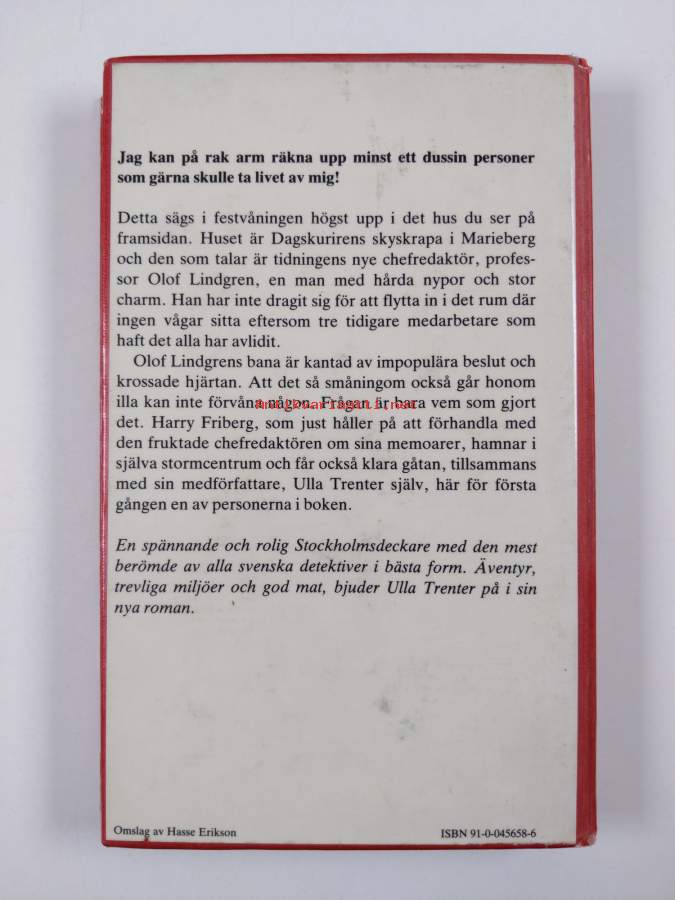 Jag kan på rak arm räkna upp minst ett dussin personer
som gärna skulle ta livet av mig!
Detta sägs i festvåningen högst upp i det hus du ser på
framsidan. Huset är Dagskurirens skyskrapa i Marieberg
och den som talar är tidningens nye chefredaktör, profes-
sor Olof Lindgren, en man med hårda nypor och stor
charm. Han har inte dragit sig för att flytta in i det rum där
ingen vågar sitta eftersom tre tidigare medarbetare som
haft det alla har avlidit.
Olof Lindgrens bana är kantad av impopulära beslut och
krossade hjärtan. Att det så småningom också går honom
illa kan inte förvåna någon. Frågan är bara vem som gjort
det. Harry Friberg, som just håller på att förhandla med
den fruktade chefredaktören om sina memoarer, hamnar i
själva stormcentrum och får också klara gåtan, tillsammans
med sin medförfattare, Ulla Trenter själv, här för första
gången en av personerna i boken.
En spännande och rolig Stockholmsdeckare med den mest
berömde av alla svenska detektiver i bästa form. Äventyr,
trevliga miljöer och god mat, bjuder Ulla Trenter på i sin
nya roman.
Omslag av Hasse Erikson
ISBN 91-0-045658-6